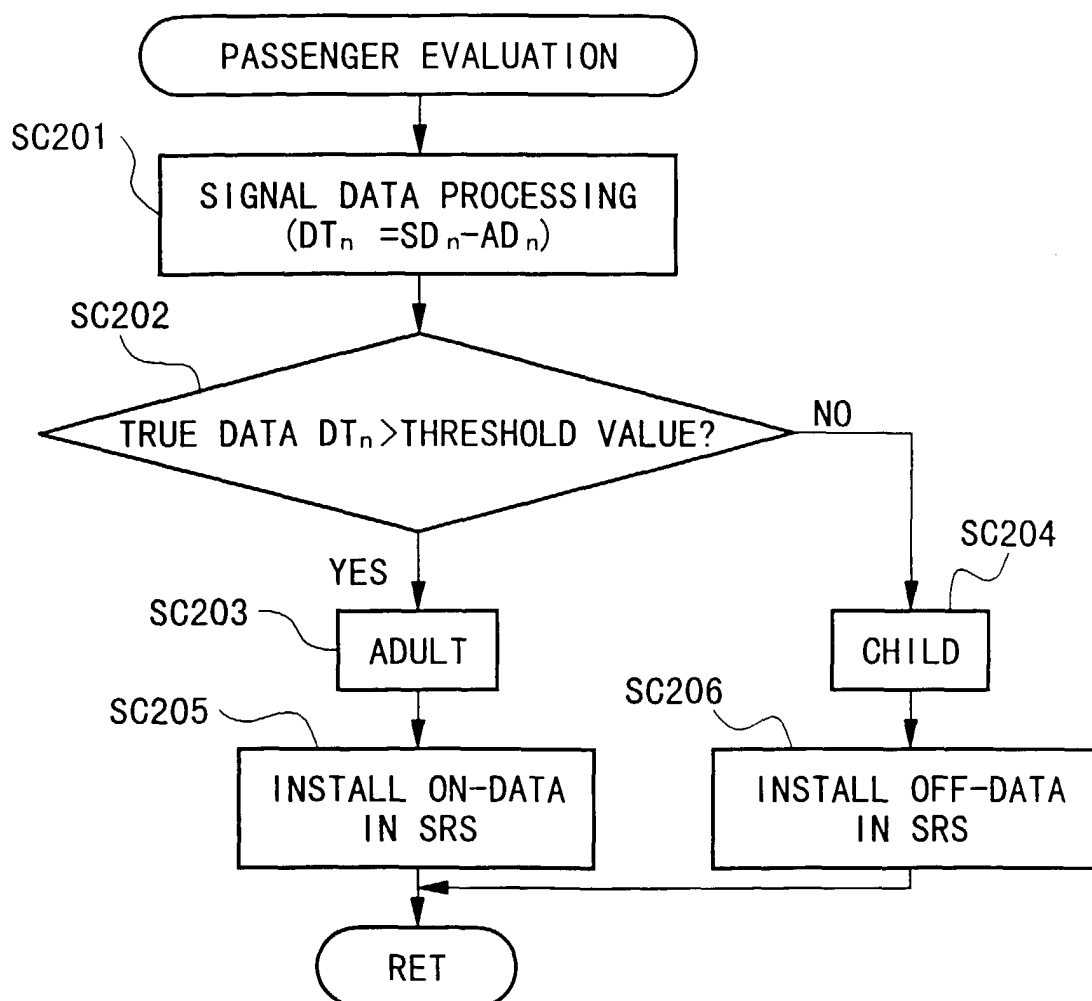 PASSENGER EVALUATION
SC201
SIGNAL DATA PROCESSING
(DTₙ =SDₙ-ADₙ)
SC202
TRUE DATA DTₙ>THRESHOLD VALUE?
NO
YES
SC204
SC203
ADULT
CHILD
SC205
SC206
INSTALL ON-DATA
IN SRS
INSTALL OFF-DATA
IN SRS
RET